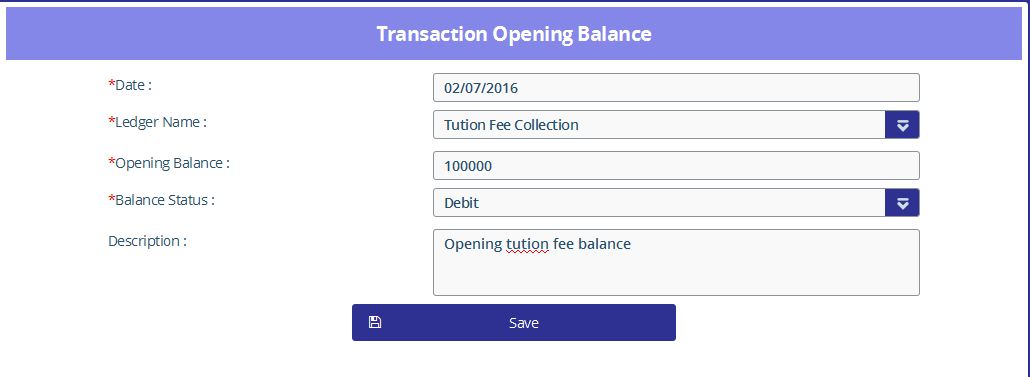 Transaction Opening Balance
*Date : 02/07/2016
*Ledger Name : Tution Fee Collection
*Opening Balance : 100000
*Balance Status : Debit
Description : Opening tution fee balance
Save